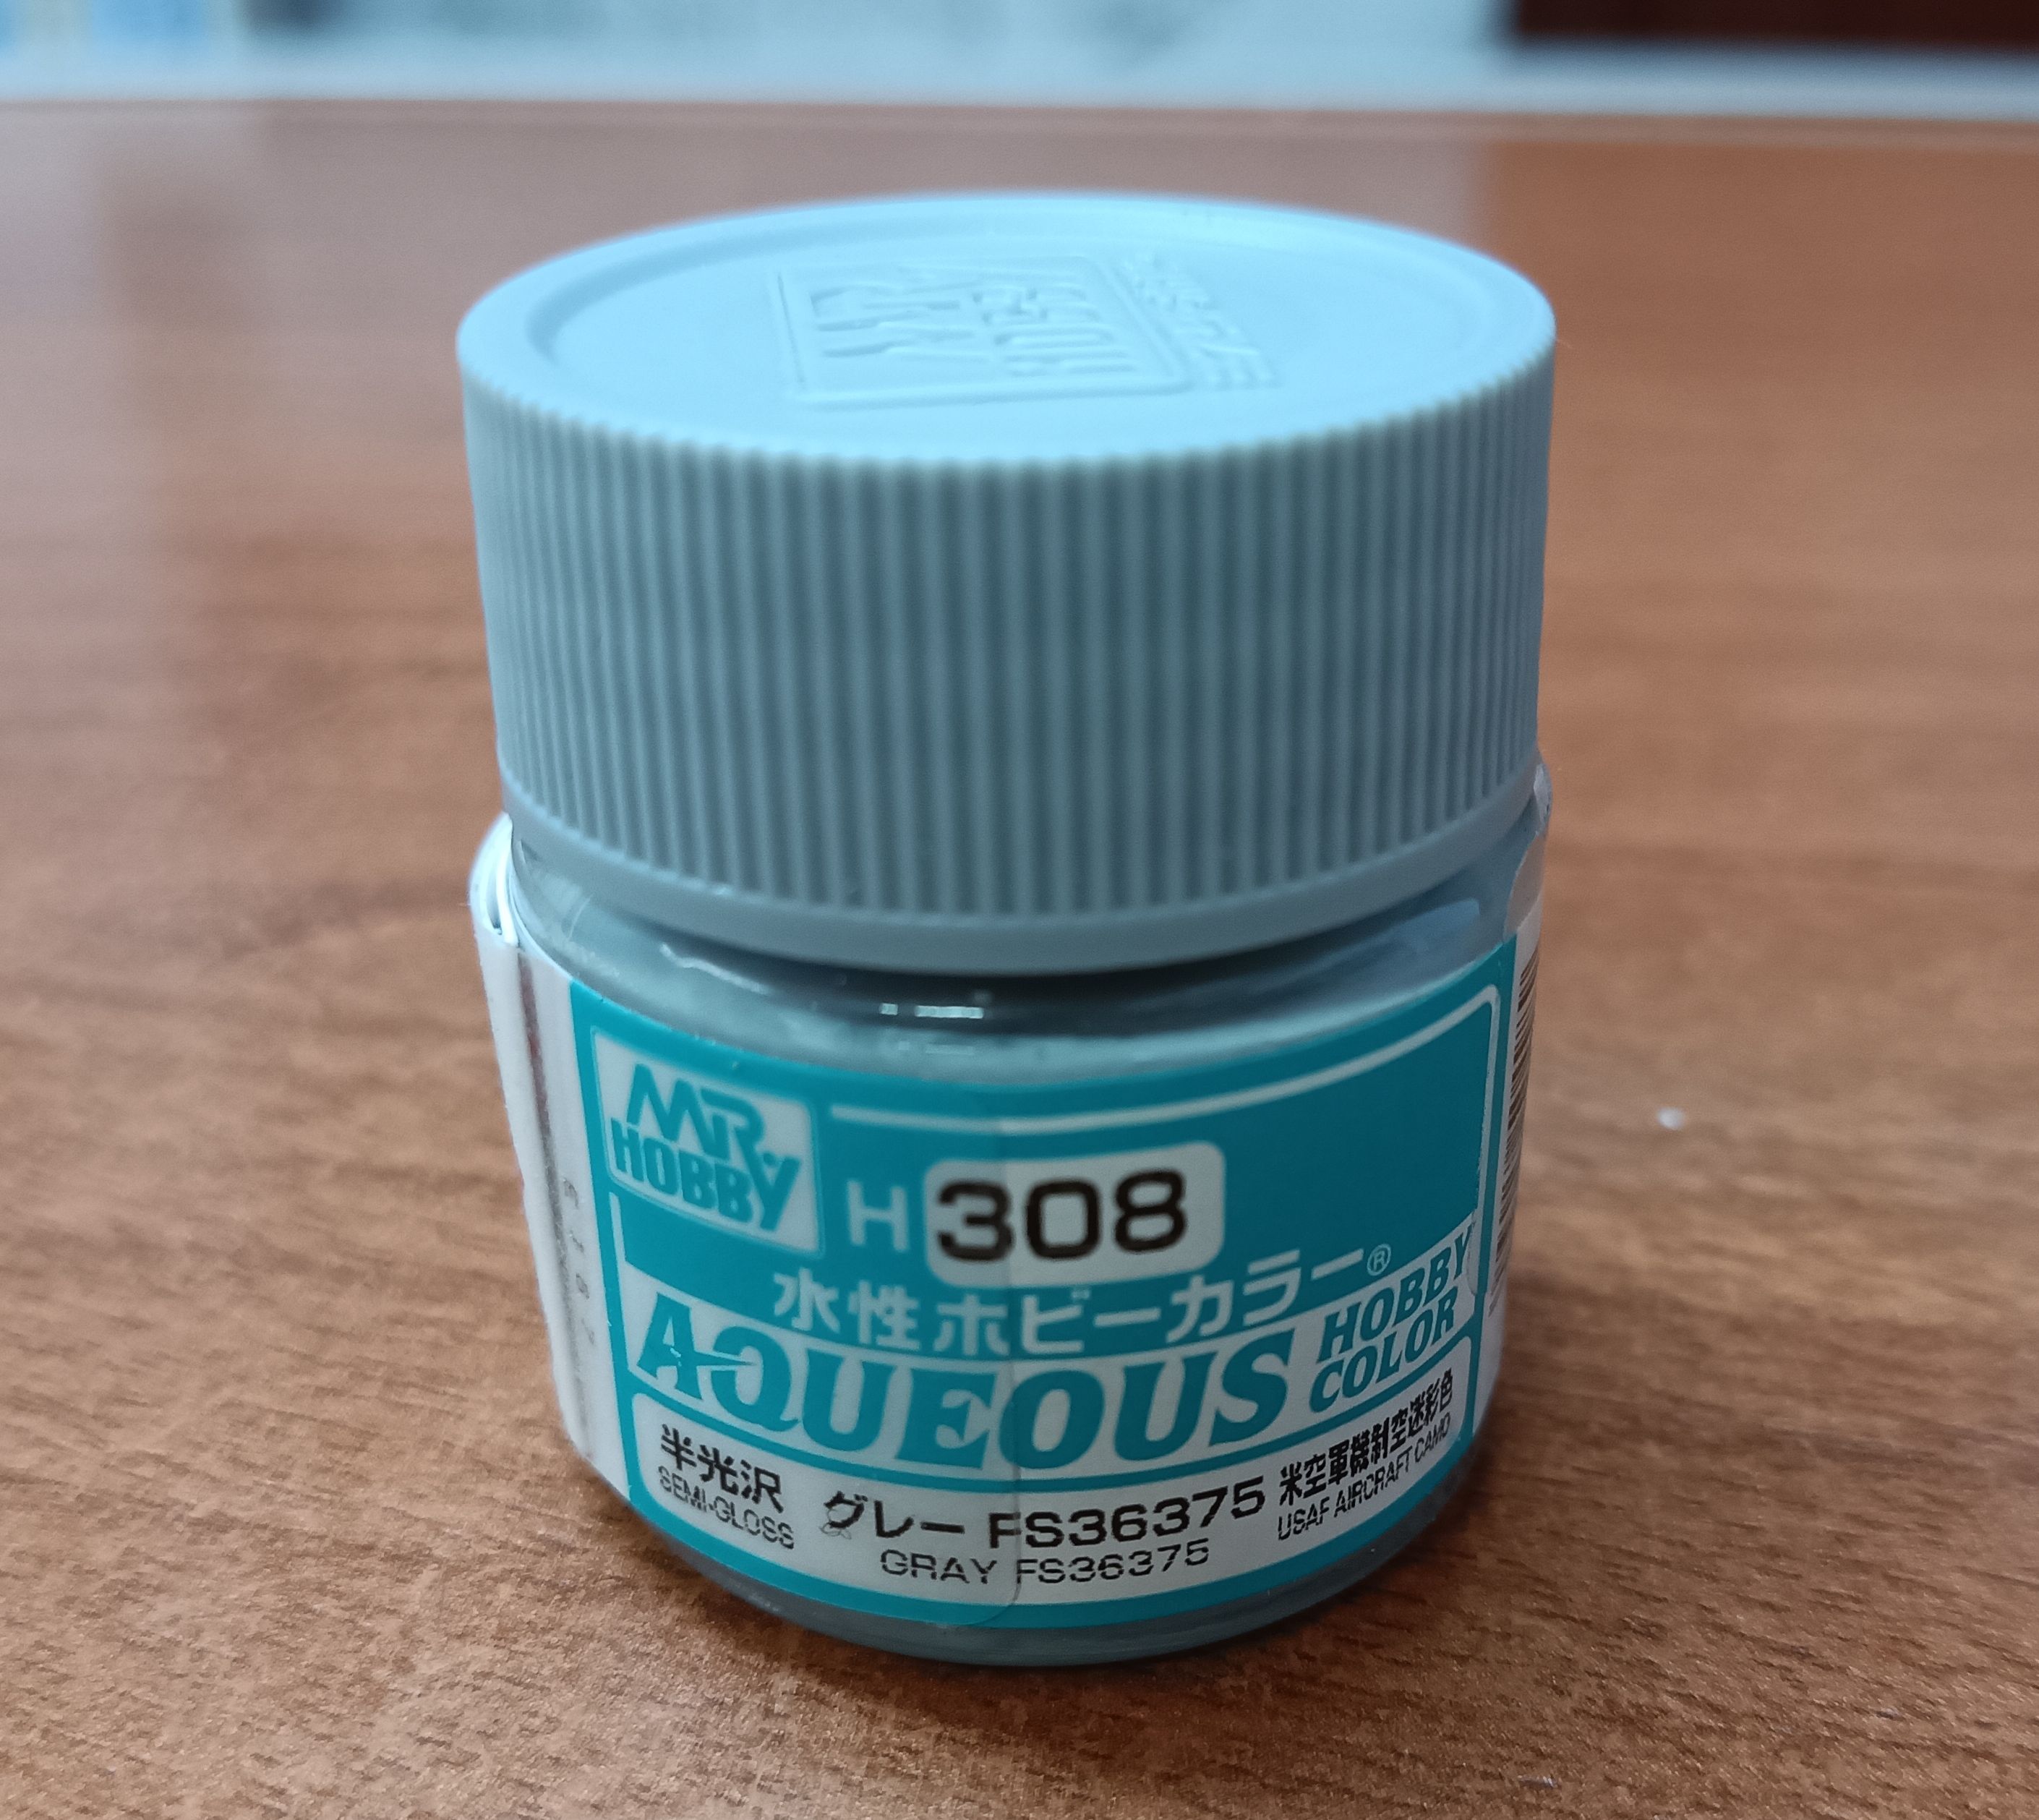 MR.
HOBBY
H 308
水性ホビーカラー®
AQUEOUS HOBBY
COLOR
半光沢
SEMI-GLOSS
グレー FS36375
GRAY FS36375
米空軍機制空迷彩色
USAF AIRCRAFT CAMO